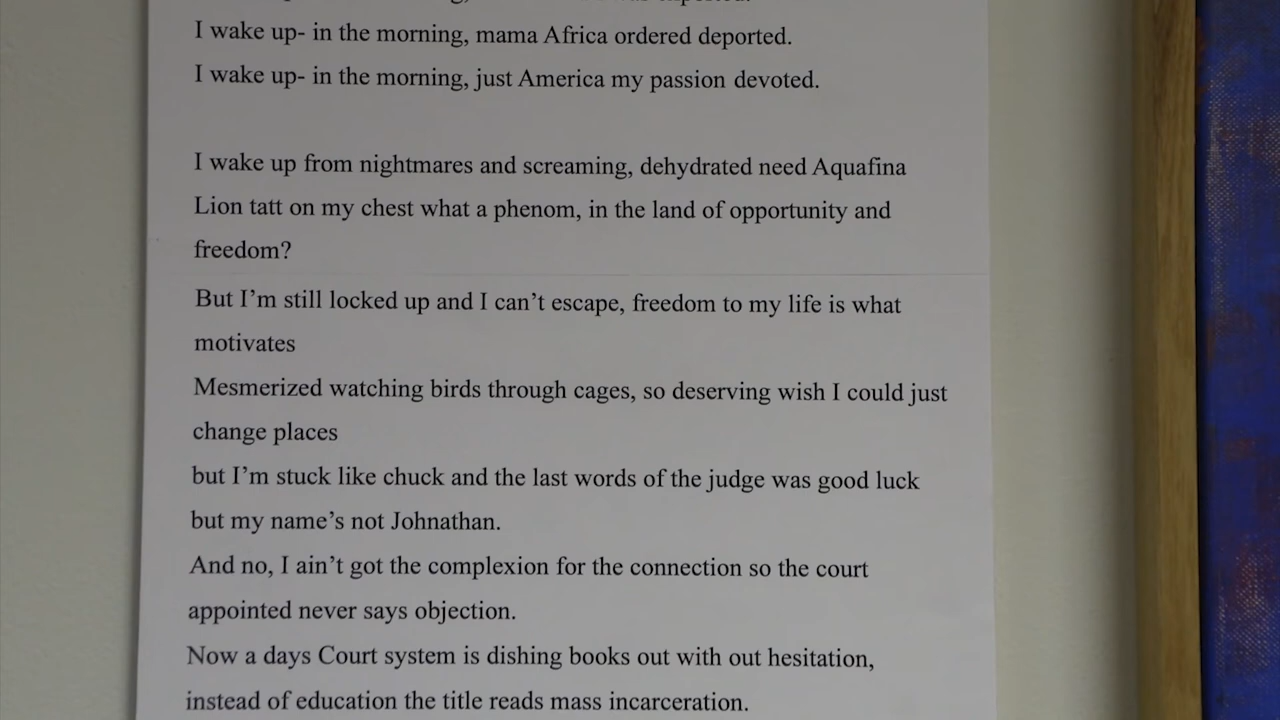 I wake up- in the morning, mama Africa ordered deported.
I wake up- in the morning, just America my passion devoted.
I wake up from nightmares and screaming, dehydrated need Aquafina
Lion tatt on my chest what a phenom, in the land of opportunity and
freedom?
But I’m still locked up and I can’t escape, freedom to my life is what
motivates
Mesmerized watching birds through cages, so deserving wish I could just
change places
but I’m stuck like chuck and the last words of the judge was good luck
but my name’s not Johnathan.
And no, I ain’t got the complexion for the connection so the court
appointed never says objection.
Now a days Court system is dishing books out with out hesitation,
instead of education the title reads mass incarceration.